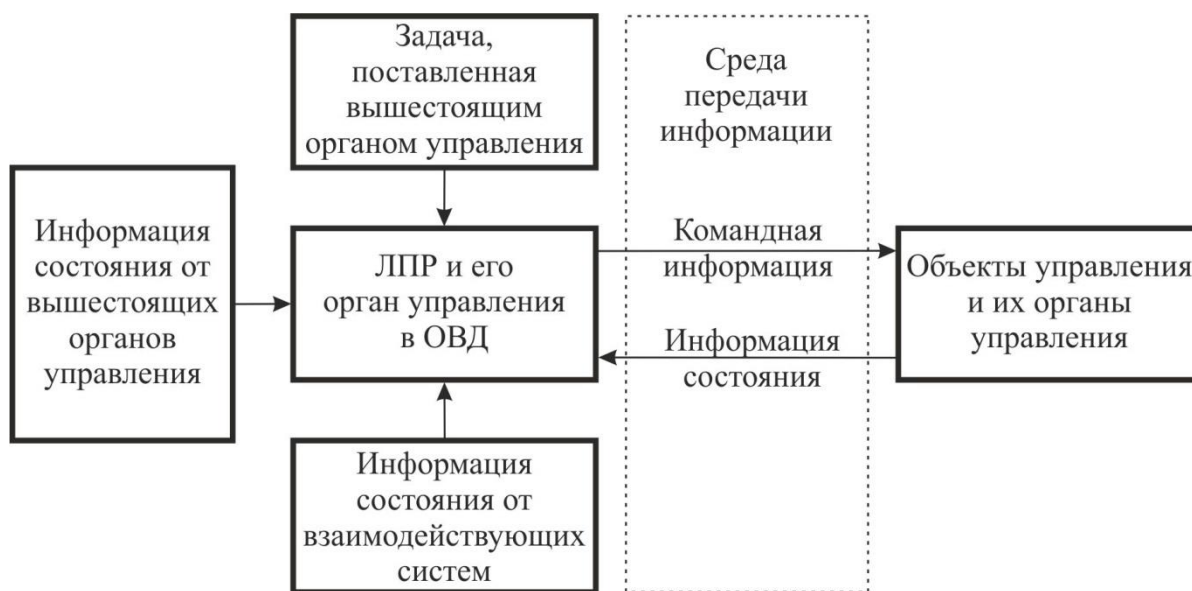 Задача,
поставленная
вышестоящим
органом управления
Среда
передачи
информации
Информация
состояния от
вышестоящих
органов
управления
ЛПР и его
орган управления
в ОВД
Командная
информация
Информация
состояния
Объекты управления
и их органы
управления
Информация
состояния от
взаимодействующих
систем